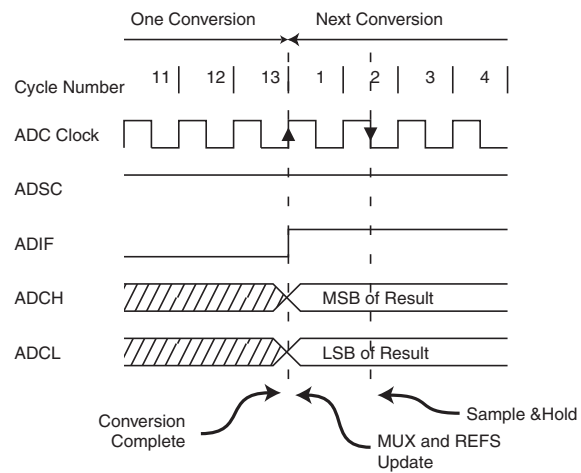 One Conversion Next Conversion
Cycle Number 11 12 13 1 2 3 4
ADC Clock
ADSC
ADIF
ADCH MSB of Result
ADCL LSB of Result
Conversion
Complete
MUX and REFS
Update
Sample &Hold